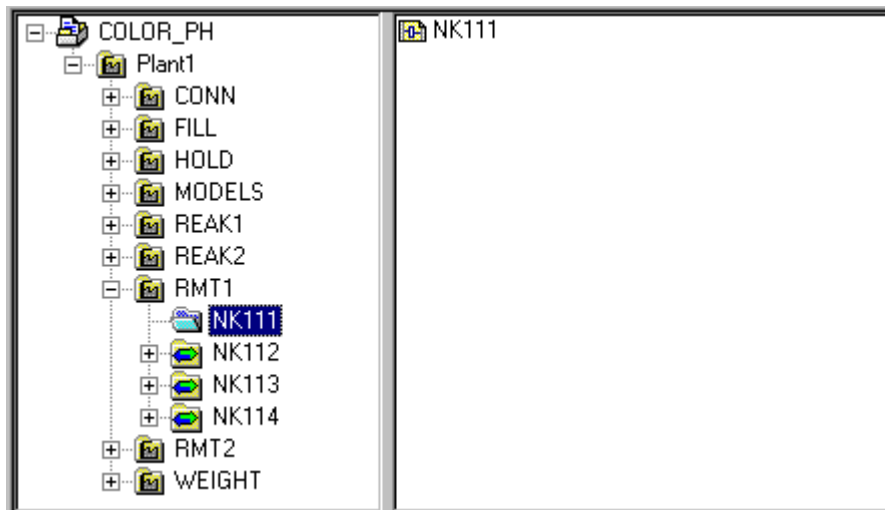 COLOR_PH
Plant1
CONN
FILL
HOLD
MODELS
REAK1
REAK2
RMT1
NK111
NK112
NK113
NK114
RMT2
WEIGHT
NK111